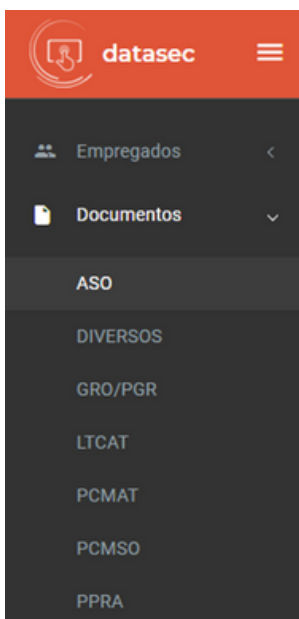 datasec
Empregados
Documentos
ASO
DIVERSOS
GRO/PGR
LTCAT
PCMAT
PCMSO
PPRA